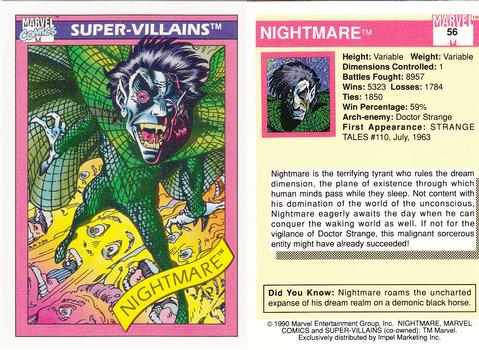 MARVEL
COMICS
M
SUPER-VILLAINS™
NIGHTMARE
NIGHTMARE™
MARVEL
56
M
Height: Variable Weight: Variable
Dimensions Controlled: 1
Battles Fought: 8957
Wins: 5323 Losses: 1784
Ties: 1850
Win Percentage: 59%
Arch-enemy: Doctor Strange
First Appearance: STRANGE
TALES #110, July, 1963
Nightmare is the terrifying tyrant who rules the dream
dimension, the plane of existence through which
human minds pass while they sleep. Not content with
his domination of the world of the unconscious,
Nightmare eagerly awaits the day when he can
conquer the waking world as well. If not for the
vigilance of Doctor Strange, this malignant sorcerous
entity might have already succeeded!
Did You Know: Nightmare roams the uncharted
expanse of his dream realm on a demonic black horse.
© 1990 Marvel Entertainment Group, Inc. NIGHTMARE, MARVEL
COMICS and SUPER-VILLAINS (co-owned): TM Marvel.
Exclusively distributed by Impel Marketing Inc.